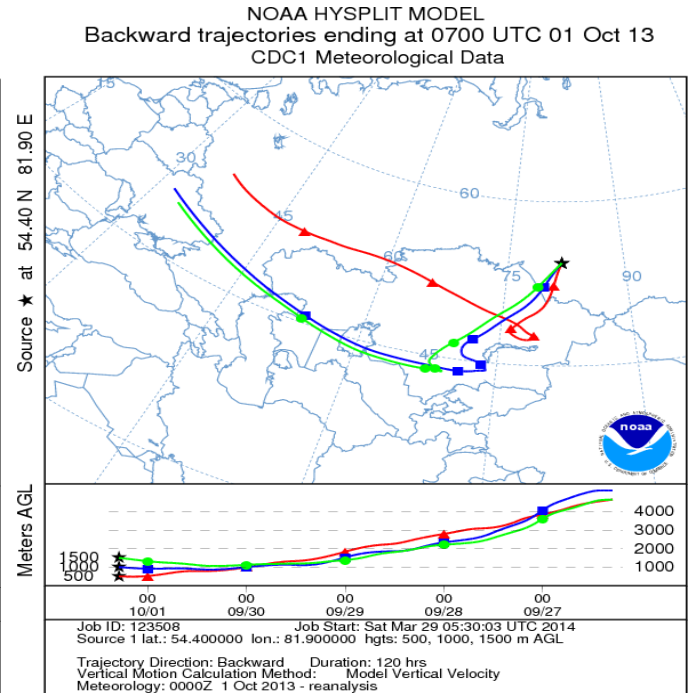 NOAA HYSPLIT MODEL
Backward trajectories ending at 0700 UTC 01 Oct 13
CDC1 Meteorological Data
Source ★ at 54.40 N 81.90 E
15
30
45
60
75
90
45
noaa
Meters AGL
1500
1000
500
4000
3000
2000
1000
00 00 00 00 00
10/01 09/30 09/29 09/28 09/27
Job ID: 123508 Job Start: Sat Mar 29 05:30:03 UTC 2014
Source 1 lat.: 54.400000 lon.: 81.900000 hgts: 500, 1000, 1500 m AGL
Trajectory Direction: Backward Duration: 120 hrs
Vertical Motion Calculation Method: Model Vertical Velocity
Meteorology: 0000Z 1 Oct 2013 - reanalysis